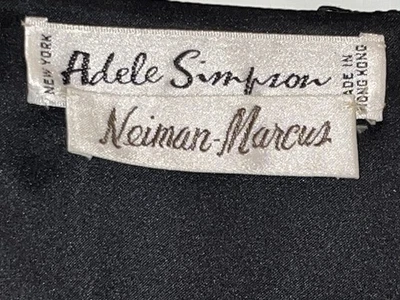 NEW YORK
Adele Simpson
MADE IN
HONG KONG
Neiman-Marcus